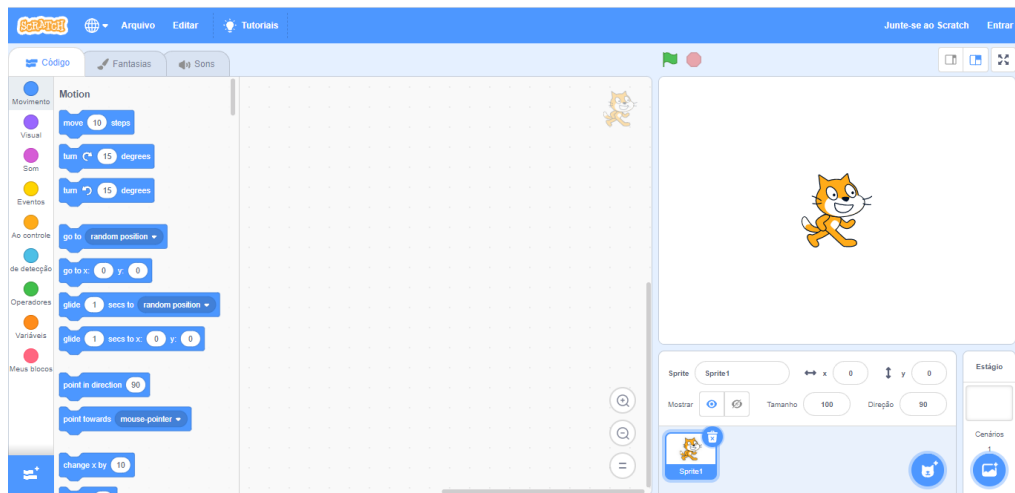 SCRATCH Arquivo Editar Tutoriais Junte-se ao Scratch Entrar
Código Fantasias Sons
Movimento
Visual
Som
Eventos
Ao controle
de detecção
Operadores
Variáveis
Meus blocos
Motion
move 10 steps
turn 15 degrees
turn 15 degrees
go to random position
go to x: 0 y: 0
glide 1 secs to random position
glide 1 secs to x: 0 y: 0
point in direction 90
point towards mouse-pointer
change x by 10
Sprite Sprite1 x 0 y 0
Mostrar Tamanho 100 Direção 90
Sprite1
Estágio
Cenários
1